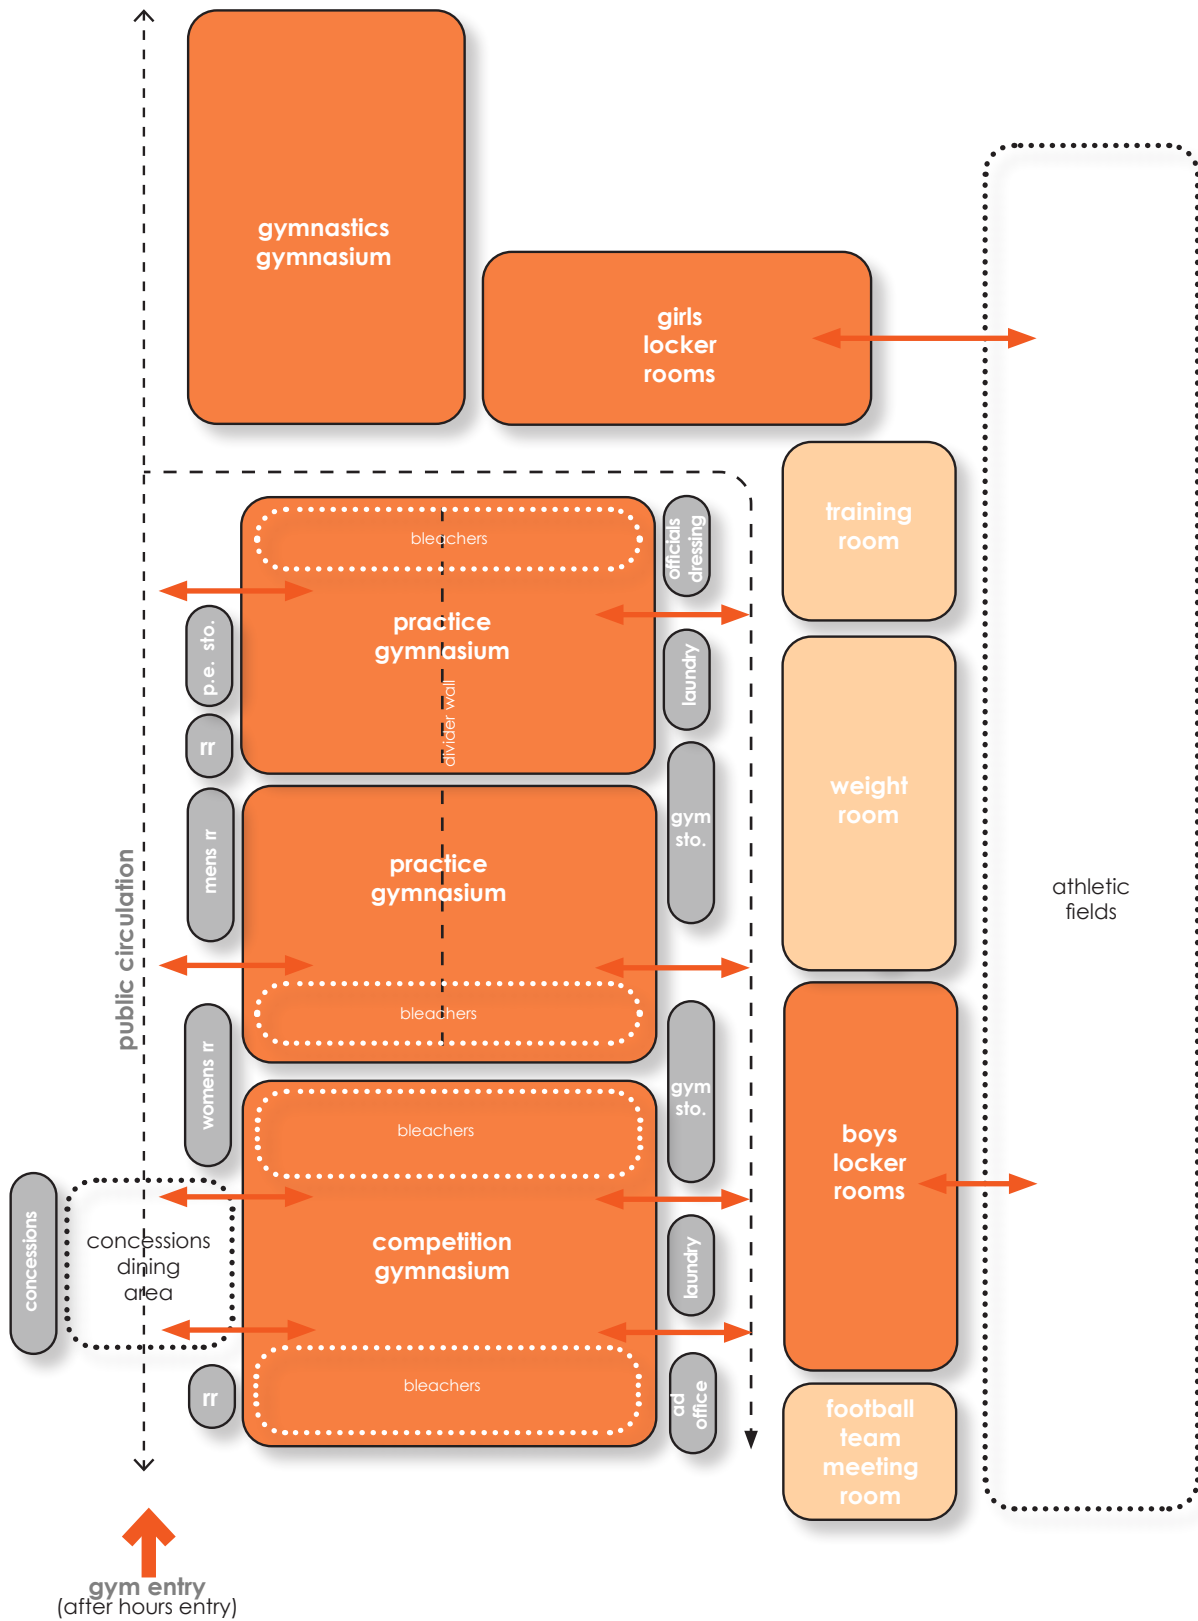 gymnastics
gymnasium
girls
locker
rooms
training
room
officials
dressing
bleachers
practice
gymnasium
divider wall
p.e. sto.
laundry
rr
weight
room
gym
sto.
mens rr
practice
gymnasium
athletic
fields
public circulation
bleachers
womens rr
gym
sto.
bleachers
boys
locker
rooms
concessions
concessions
dining
area
competition
gymnasium
laundry
rr
bleachers
ad
office
football
team
meeting
room
gym entry
(after hours entry)